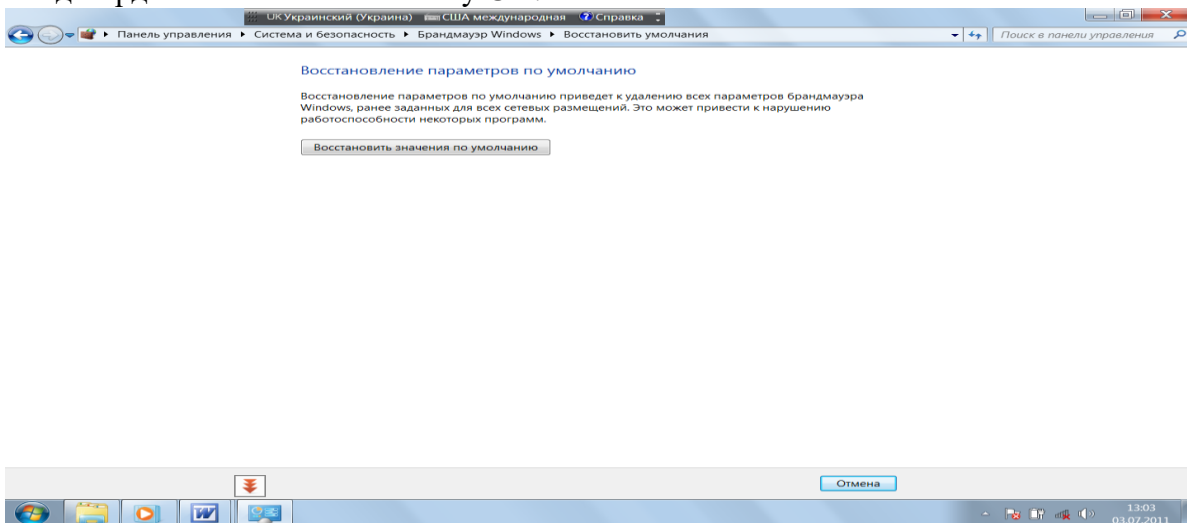 UK Украинский (Украина) США международная Справка
Панель управления Система и безопасность Брандмауэр Windows Восстановить умолчания Поиск в панели управления
Восстановление параметров по умолчанию
Восстановление параметров по умолчанию приведет к удалению всех параметров брандмауэра
Windows, ранее заданных для всех сетевых размещений. Это может привести к нарушению
работоспособности некоторых программ.
Восстановить значения по умолчанию
Отмена
13:03
03.07.2011